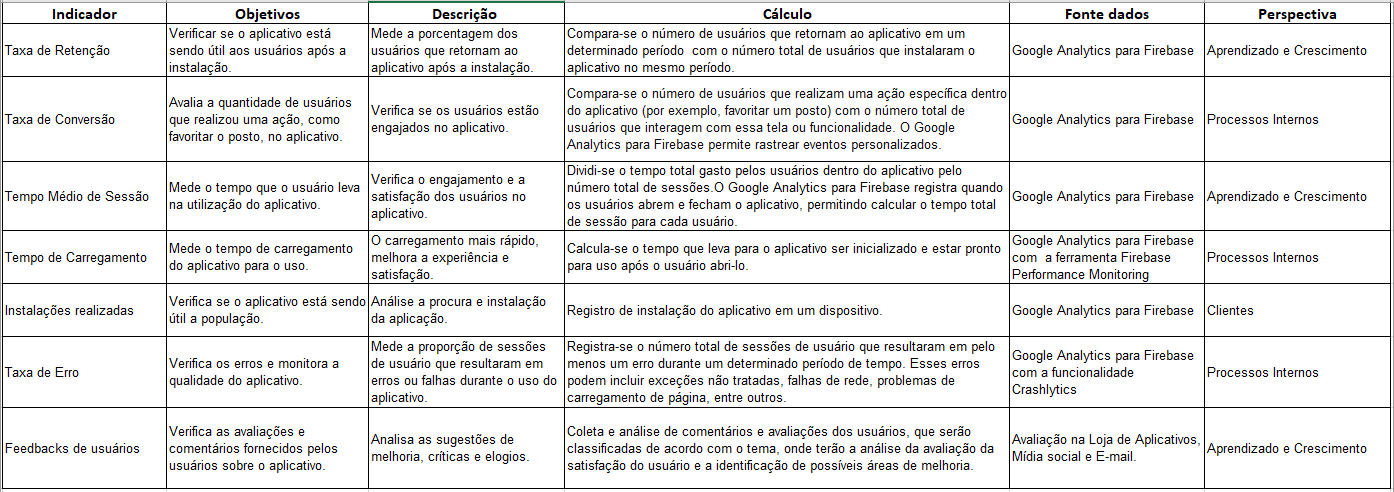 Indicador
Objetivos
Descrição
Cálculo
Fonte dados
Perspectiva
Taxa de Retenção
Verificar se o aplicativo está
sendo útil aos usuários após a
instalação.
Mede a porcentagem dos
usuários que retornam ao
aplicativo após a instalação.
Compara-se o número de usuários que retornam ao aplicativo em um
determinado período  com o número total de usuários que instalaram o
aplicativo no mesmo período.
Google Analytics para Firebase
Aprendizado e Crescimento
Taxa de Conversão
Avalia a quantidade de usuários
que realizou uma ação, como
favoritar o posto, no aplicativo.
Verifica se os usuários estão
engajados no aplicativo.
Compara-se o número de usuários que realizam uma ação específica dentro
do aplicativo (por exemplo, favoritar um posto) com o número total de
usuários que interagem com essa tela ou funcionalidade. O Google
Analytics para Firebase permite rastrear eventos personalizados.
Google Analytics para Firebase
Processos Internos
Tempo Médio de Sessão
Mede o tempo que o usuário leva
na utilização do aplicativo.
Verifica o engajamento e a
satisfação dos usuários no
aplicativo.
Dividi-se o tempo total gasto pelos usuários dentro do aplicativo pelo
número total de sessões.O Google Analytics para Firebase registra quando
os usuários abrem e fecham o aplicativo, permitindo calcular o tempo total
de sessão para cada usuário.
Google Analytics para Firebase
Aprendizado e Crescimento
Tempo de Carregamento
Mede o tempo de carregamento
do aplicativo para o uso.
O carregamento mais rápido,
melhora a experiência e
satisfação.
Calcula-se o tempo que leva para o aplicativo ser inicializado e estar pronto
para uso após o usuário abri-lo.
Google Analytics para Firebase
com  a ferramenta Firebase
Performance Monitoring
Processos Internos
Instalações realizadas
Verifica se o aplicativo está sendo
útil a população.
Análise a procura e instalação
da aplicação.
Registro de instalação do aplicativo em um dispositivo.
Google Analytics para Firebase
Clientes
Taxa de Erro
Verifica os erros e monitora a
qualidade do aplicativo.
Mede a proporção de sessões
de usuário que resultaram em
erros ou falhas durante o uso do
aplicativo.
Registra-se o número total de sessões de usuário que resultaram em pelo
menos um erro durante um determinado período de tempo. Esses erros
podem incluir exceções não tratadas, falhas de rede, problemas de
carregamento de página, entre outros.
Google Analytics para Firebase
com a funcionalidade
Crashlytics
Processos Internos
Feedbacks de usuários
Verifica as avaliações e
comentários fornecidos pelos
usuários sobre o aplicativo.
Analisa as sugestões de
melhoria, críticas e elogios.
Coleta e análise de comentários e avaliações dos usuários, que serão
classificadas de acordo com o tema, onde terão a análise da avaliação da
satisfação do usuário e a identificação de possíveis áreas de melhoria.
Avaliação na Loja de Aplicativos,
Mídia social e E-mail.
Aprendizado e Crescimento